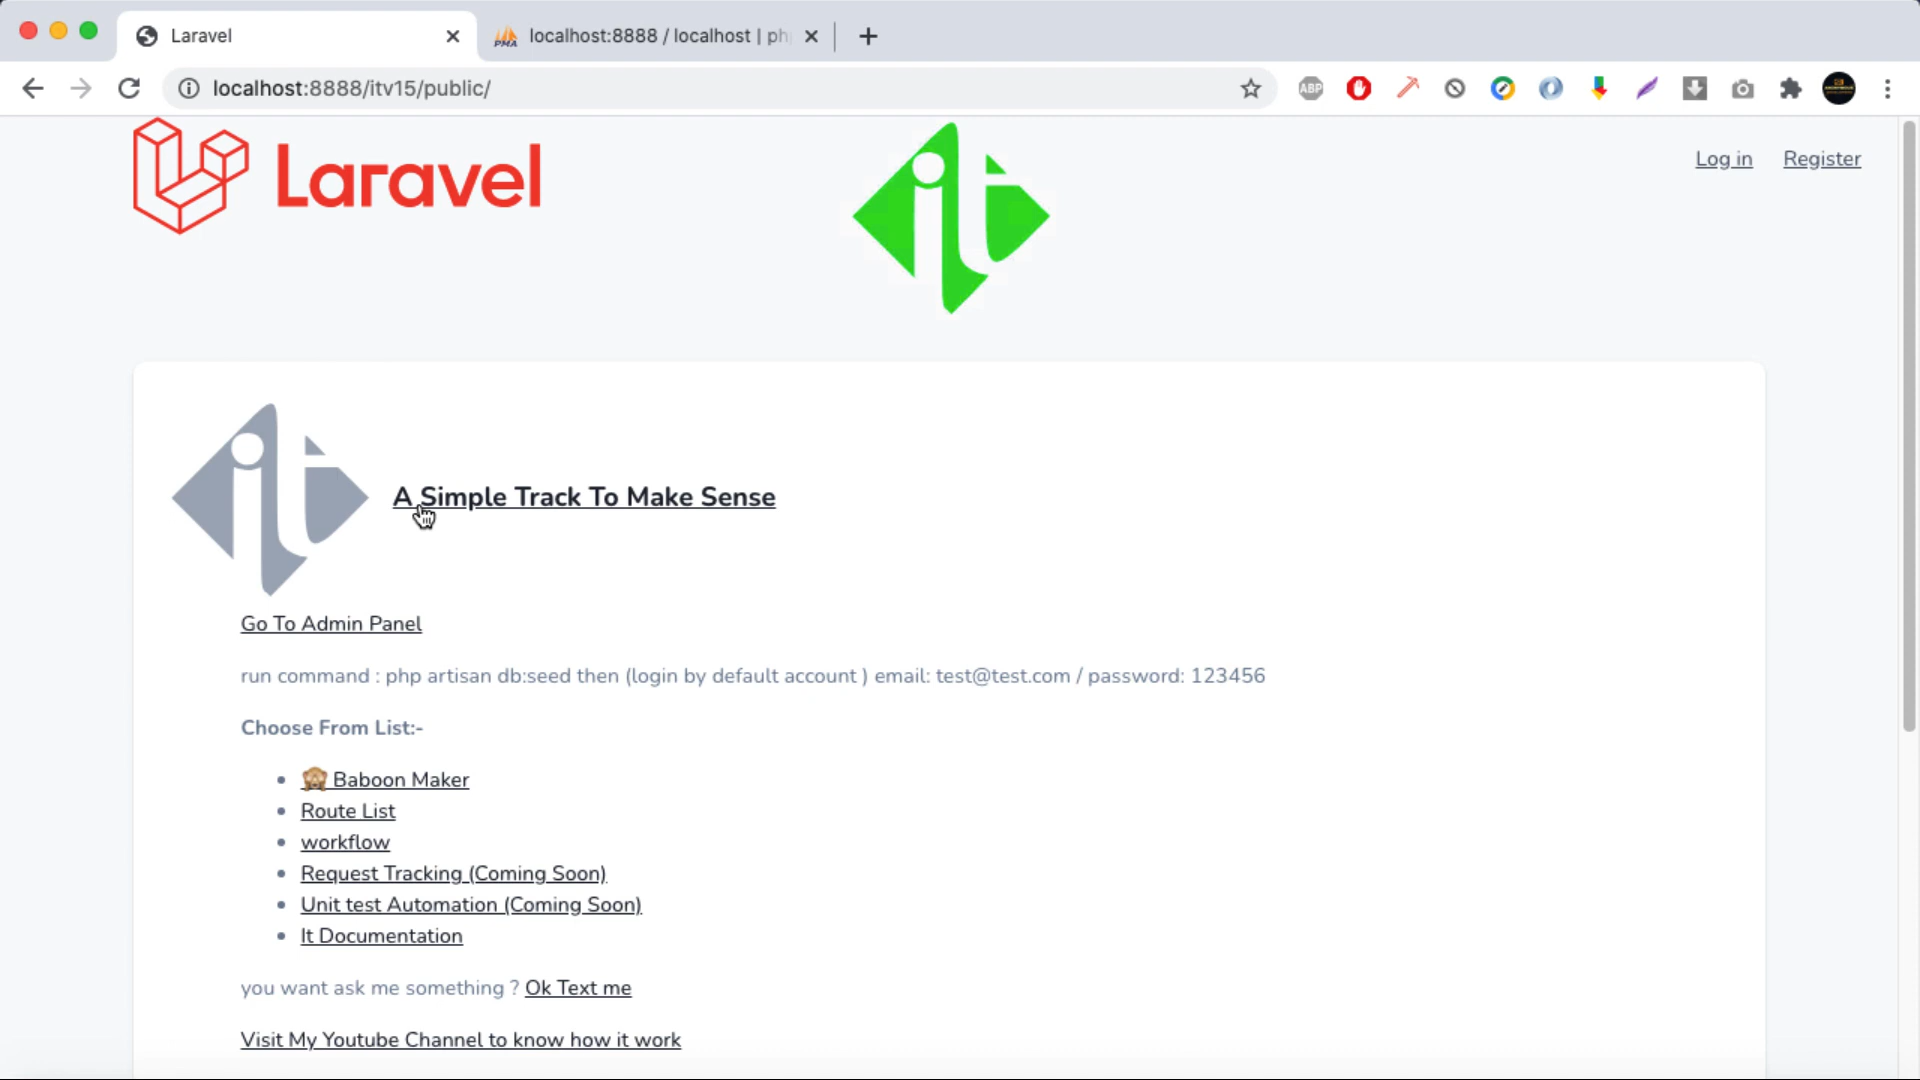 Laravel
localhost:8888 / localhost | ph
localhost:8888/itv15/public/
ABP
Laravel
it
Log in
Register
it
A Simple Track To Make Sense
Go To Admin Panel
run command : php artisan db:seed then (login by default account ) email: test@test.com / password: 123456
Choose From List:-
Baboon Maker
Route List
workflow
Request Tracking (Coming Soon)
Unit test Automation (Coming Soon)
It Documentation
you want ask me something ? Ok Text me
Visit My Youtube Channel to know how it work